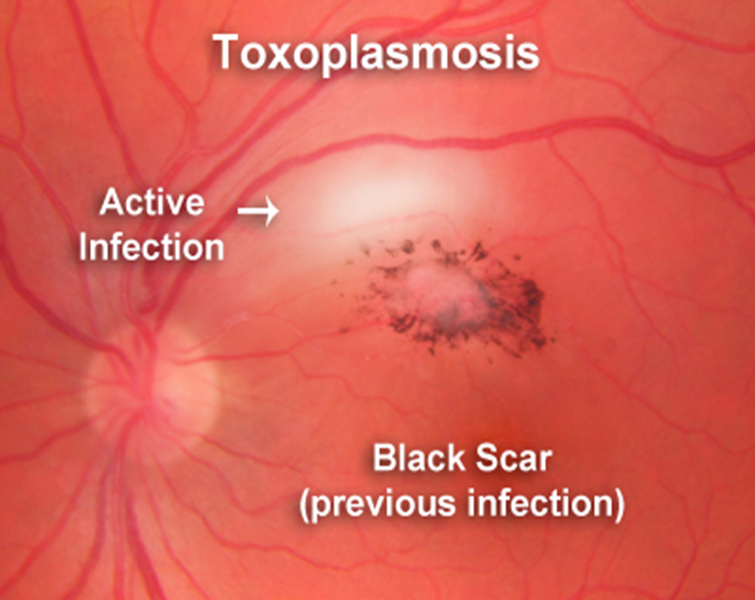 Toxoplasmosis
Active
Infection
Black Scar
(previous infection)